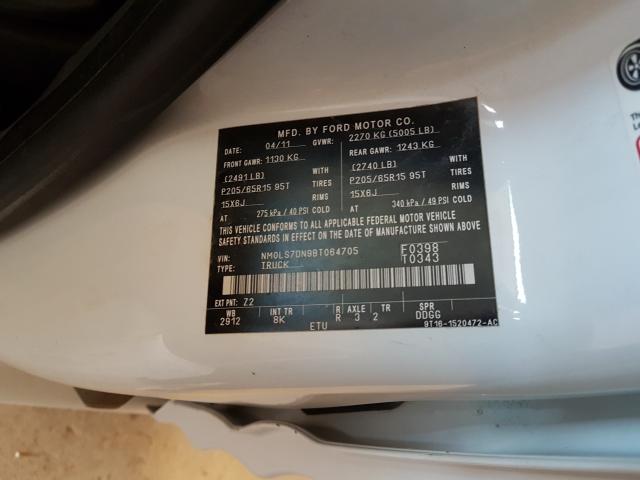 MFD. BY FORD MOTOR CO.
DATE: 04/11 GVWR: 2270 KG (5005 LB)
FRONT GAWR: 1130 KG REAR GAWR: 1243 KG
(2491 LB) WITH (2740 LB) WITH
P205/65R15 95T TIRES P205/65R15 95T TIRES
15X6J RIMS 15X6J RIMS
AT 275 kPa / 40 PSI COLD AT 340 kPa / 49 PSI COLD
THIS VEHICLE CONFORMS TO ALL APPLICABLE FEDERAL MOTOR VEHICLE
SAFETY STANDARDS IN EFFECT ON THE DATE OF MANUFACTURE SHOWN ABOVE.
VIN: NM0LS7DN9BT064705 F0398
TYPE: TRUCK T0343
EXT PNT: Z2
WB INT TR R AXLE TR SPR
2912 8K R 3 2 DDGG
ETU 9T16-1520472-AC